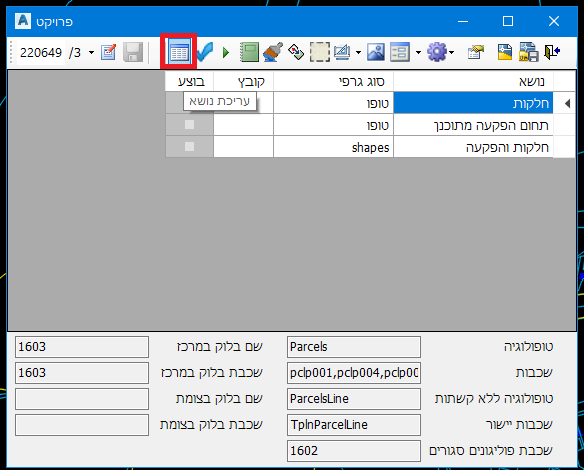 פרויקט
220649 /3
נושא סוג גרפי קובץ בוצע
חלקות טופו
עריכת נושא
תחום הפקעה מתוכנן טופו
חלקות והפקעה shapes
טופולוגיה Parcels שם בלוק במרכז 1603
שכבות pclp001,pclp004,pclp00 שכבת בלוק במרכז 1603
טופולוגיה ללא קשתות ParcelsLine שם בלוק בצומת
שכבות יישור TplnParcelLine שכבת בלוק בצומת
שכבת פוליגונים סגורים 1602